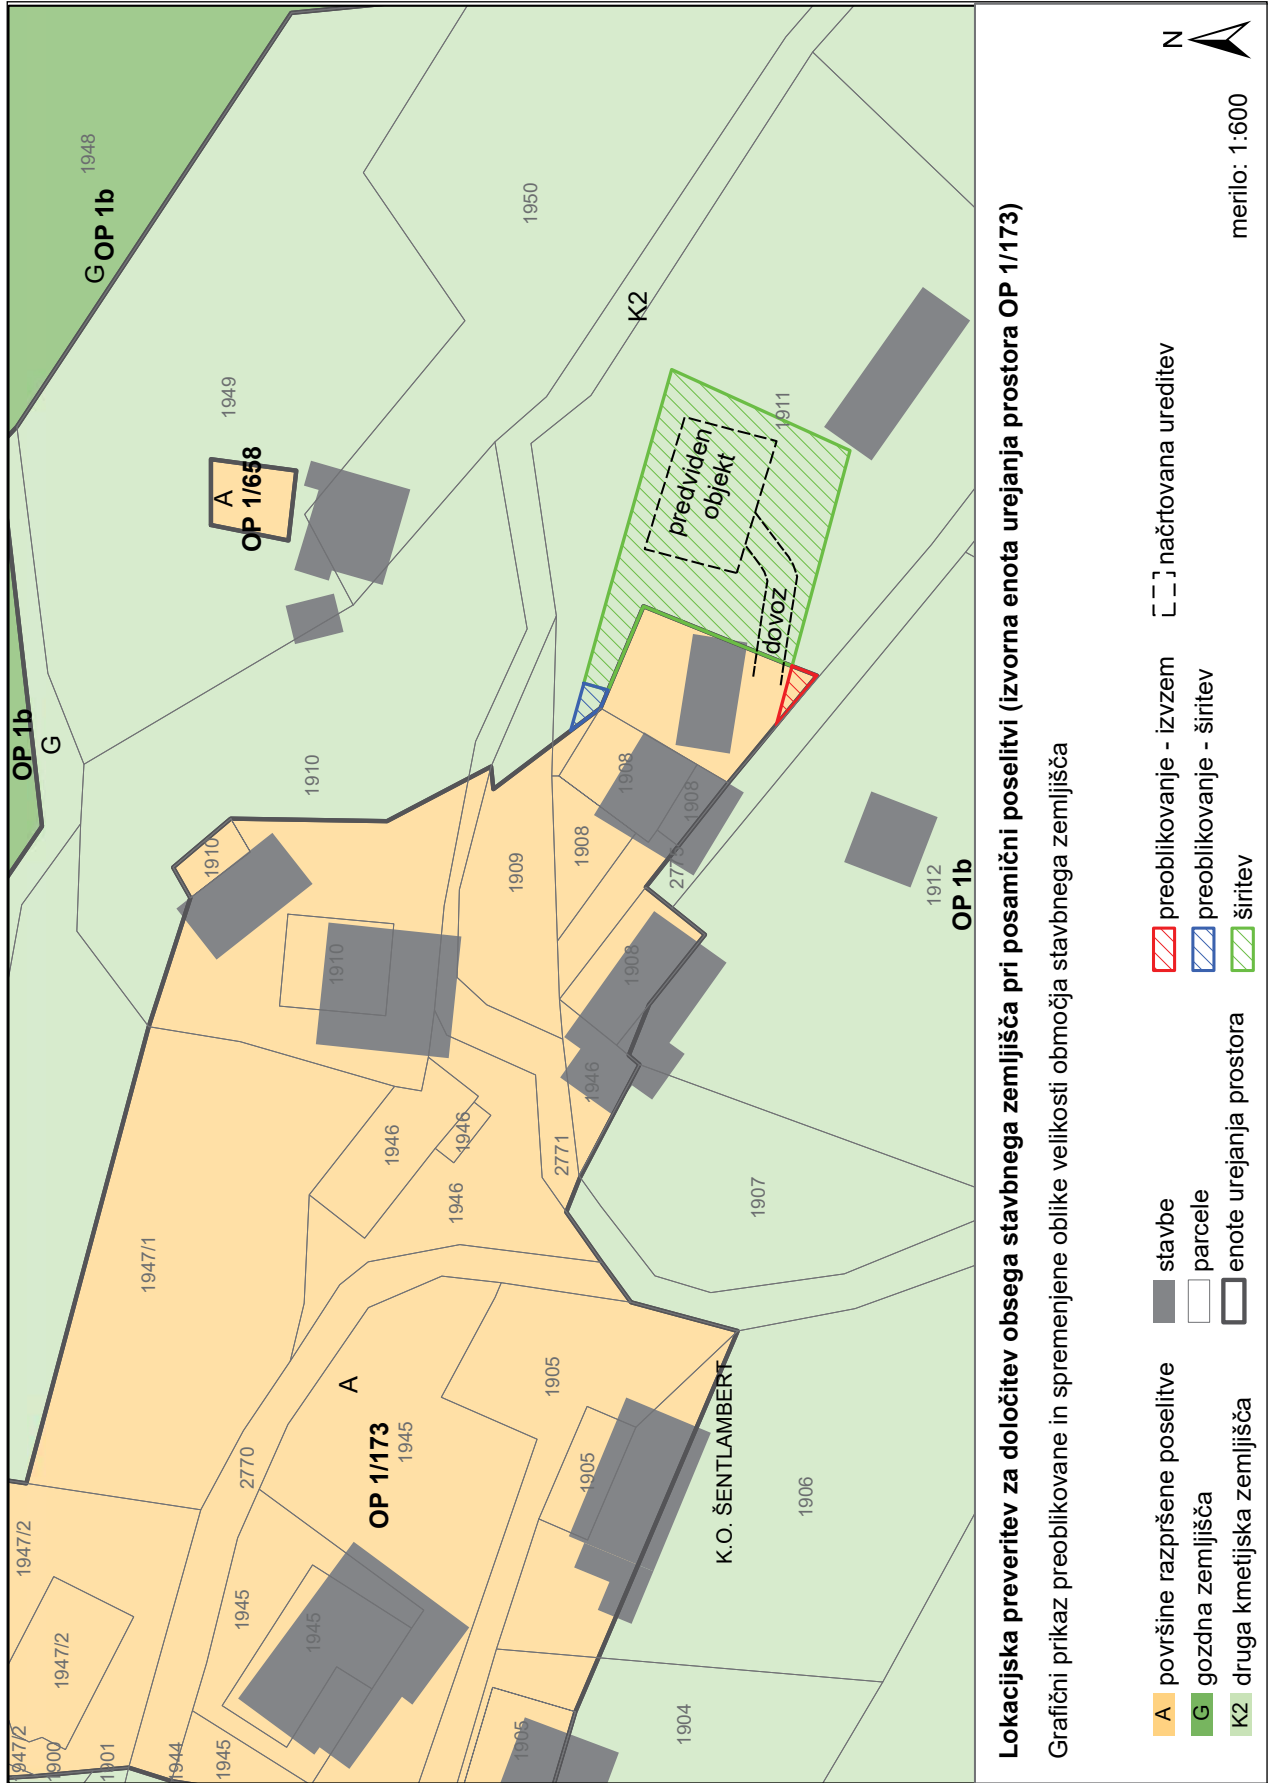 1947/2
1947/2
1947/2
1900
1901
1944
1945
1945
1945
2770
1947/1
OP 1/173
A
1945
1905
1905
1905
K.O. ŠENTLAMBERT
1904
1906
1946
1946
1946
1946
2771
1907
1910
1910
1910
1909
1908
1908
1908
1908
1912
OP 1b
OP 1b
G
A
OP 1/658
1949
1948
G OP 1b
1950
K2
1911
predviden
objekt
dovoz
Lokacijska preveritev za določitev obsega stavbnega zemljišča pri posamični poselitvi (izvorna enota urejanja prostora OP 1/173)
Grafični prikaz preoblikovane in spremenjene oblike velikosti območja stavbnega zemljišča
A površine razpršene poselitve
G gozdna zemljišča
K2 druga kmetijska zemljišča
stavbe
parcele
enote urejanja prostora
preoblikovanje - izvzem
preoblikovanje - širitev
širitev
načrtovana ureditev
merilo: 1:600
N